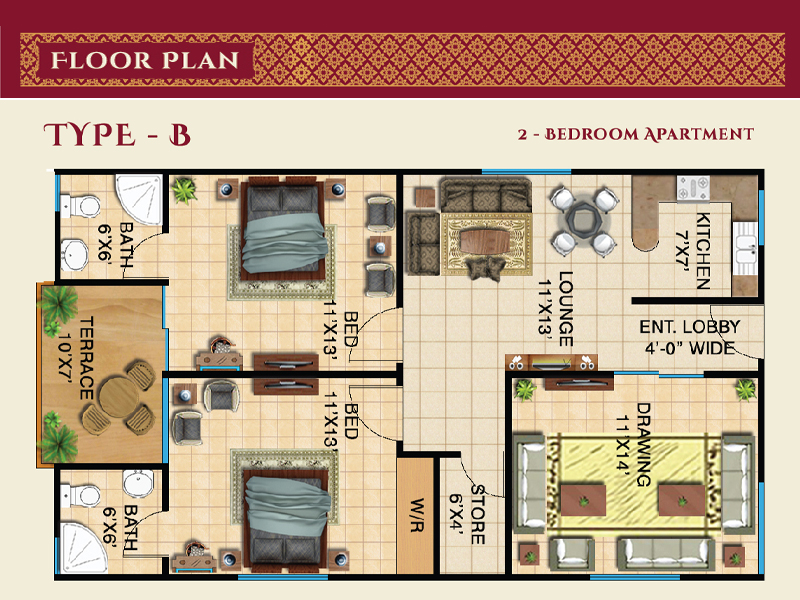 FLOOR PLAN
TYPE - B
2 - BEDROOM APARTMENT
BATH
6'X6'
BED
11'X13'
LOUNGE
11'X13'
KITCHEN
7'X7'
ENT. LOBBY
4'-0" WIDE
TERRACE
10'X7'
BED
11'X13'
DRAWING
11'X14'
BATH
6'X6'
W/R
STORE
6'X4'